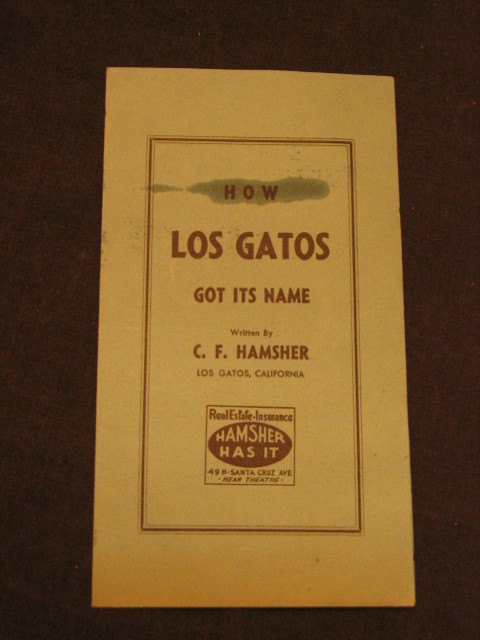 HOW
LOS GATOS
GOT ITS NAME
Written By
C. F. HAMSHER
LOS GATOS, CALIFORNIA
Real Estate-Insurance
HAMSHER
HAS IT
49 N. SANTA CRUZ AVE
- NEAR THEATRE -